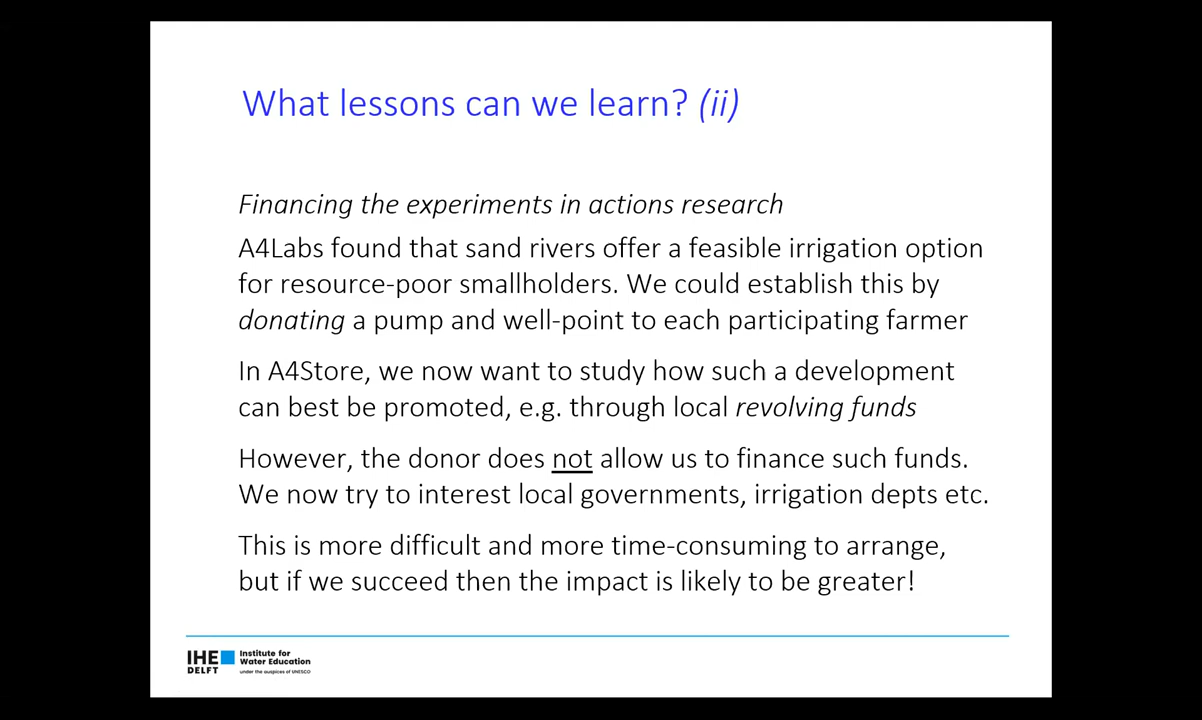 What lessons can we learn? (ii)
Financing the experiments in actions research
A4Labs found that sand rivers offer a feasible irrigation option
for resource-poor smallholders. We could establish this by
donating a pump and well-point to each participating farmer
In A4Store, we now want to study how such a development
can best be promoted, e.g. through local revolving funds
However, the donor does not allow us to finance such funds.
We now try to interest local governments, irrigation depts etc.
This is more difficult and more time-consuming to arrange,
but if we succeed then the impact is likely to be greater!
IHE
DELFT
Institute for
Water Education
under the auspices of UNESCO